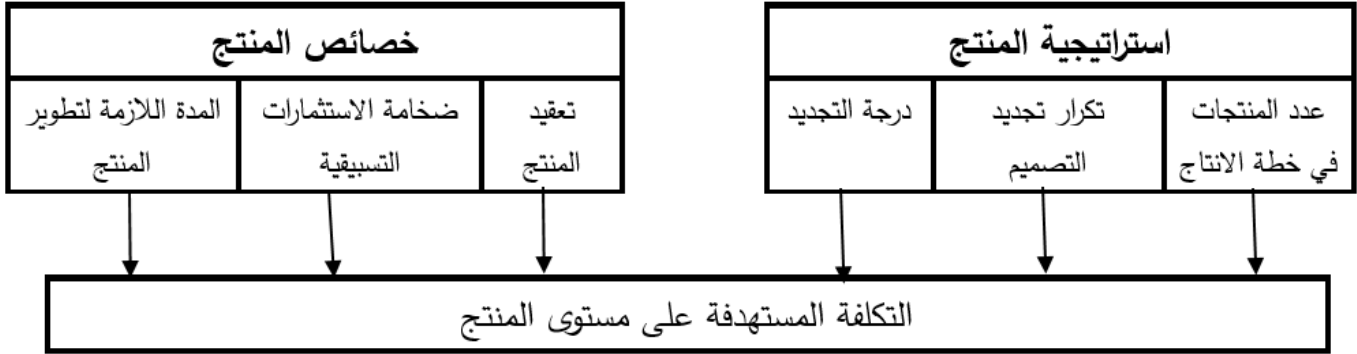 استراتيجية المنتج
عدد المنتجات
في خطة الانتاج
تكرار تجديد
التصميم
درجة التجديد
خصائص المنتج
تعقيد
المنتج
ضخامة الاستثمارات
التسبيقية
المدة اللازمة لتطوير
المنتج
التكلفة المستهدفة على مستوى المنتج